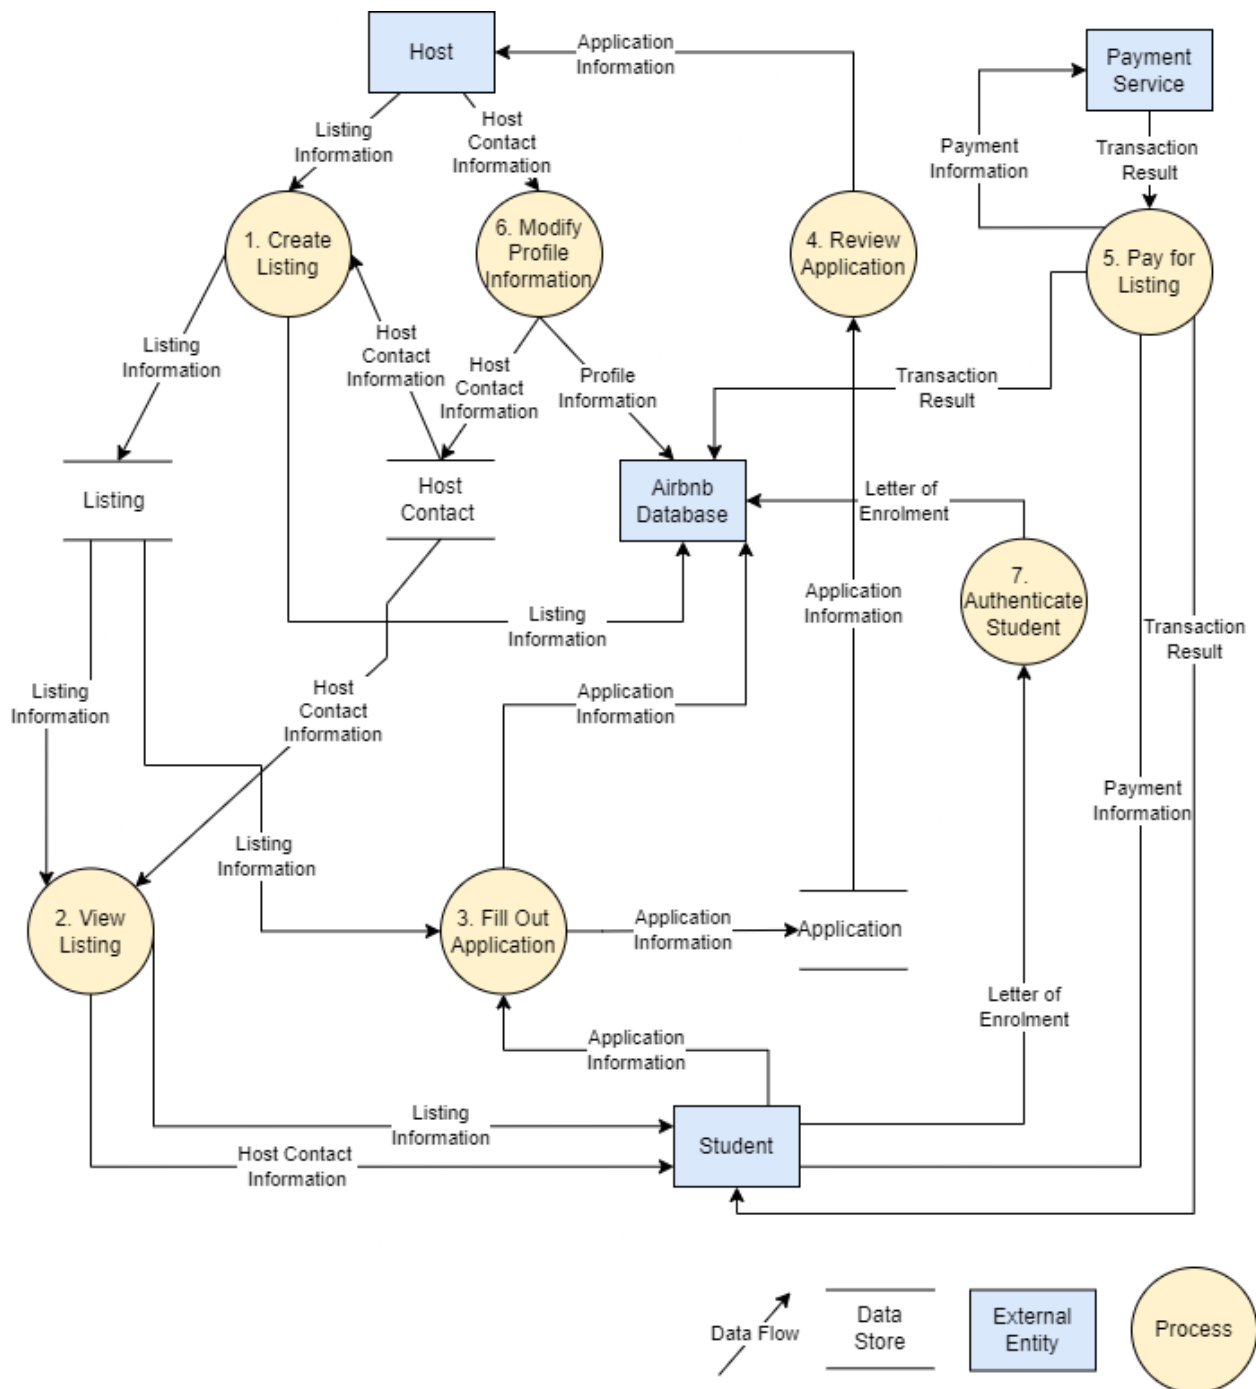 Host
Application
Information
Payment
Service
Listing
Information
Host
Contact
Information
Payment
Information
Transaction
Result
1. Create
Listing
6. Modify
Profile
Information
4. Review
Application
5. Pay for
Listing
Listing
Information
Host
Contact
Information
Host
Contact
Information
Profile
Information
Transaction
Result
Listing
Host
Contact
Airbnb
Database
Letter of
Enrolment
7.
Authenticate
Student
Application
Information
Listing
Information
Transaction
Result
Listing
Information
Host
Contact
Information
Application
Information
Payment
Information
Listing
Information
2. View
Listing
3. Fill Out
Application
Application
Information
Application
Letter of
Enrolment
Application
Information
Listing
Information
Host Contact
Information
Student
Data Flow
Data
Store
External
Entity
Process